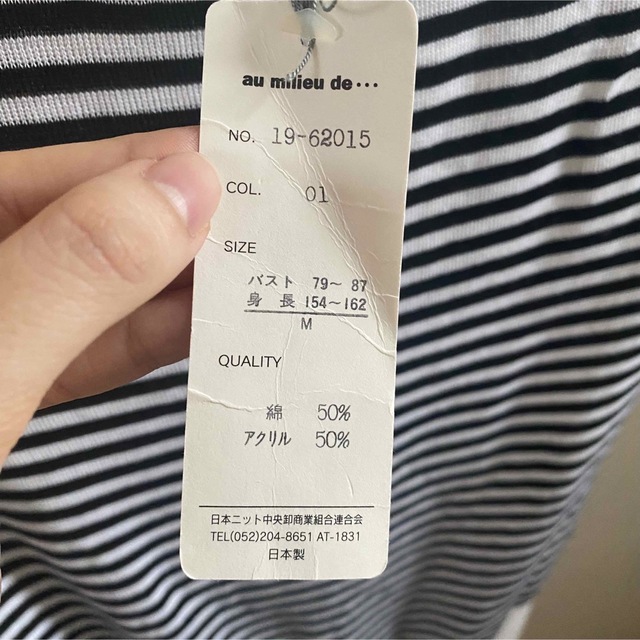 au milieu de・・・
NO. 19-62015
COL. 01
SIZE
バスト 79～ 87
身長 154～162
M
QUALITY
綿 50%
アクリル 50%
日本ニット中央卸商業組合連合会
TEL(052)204-8651 AT-1831
日本製